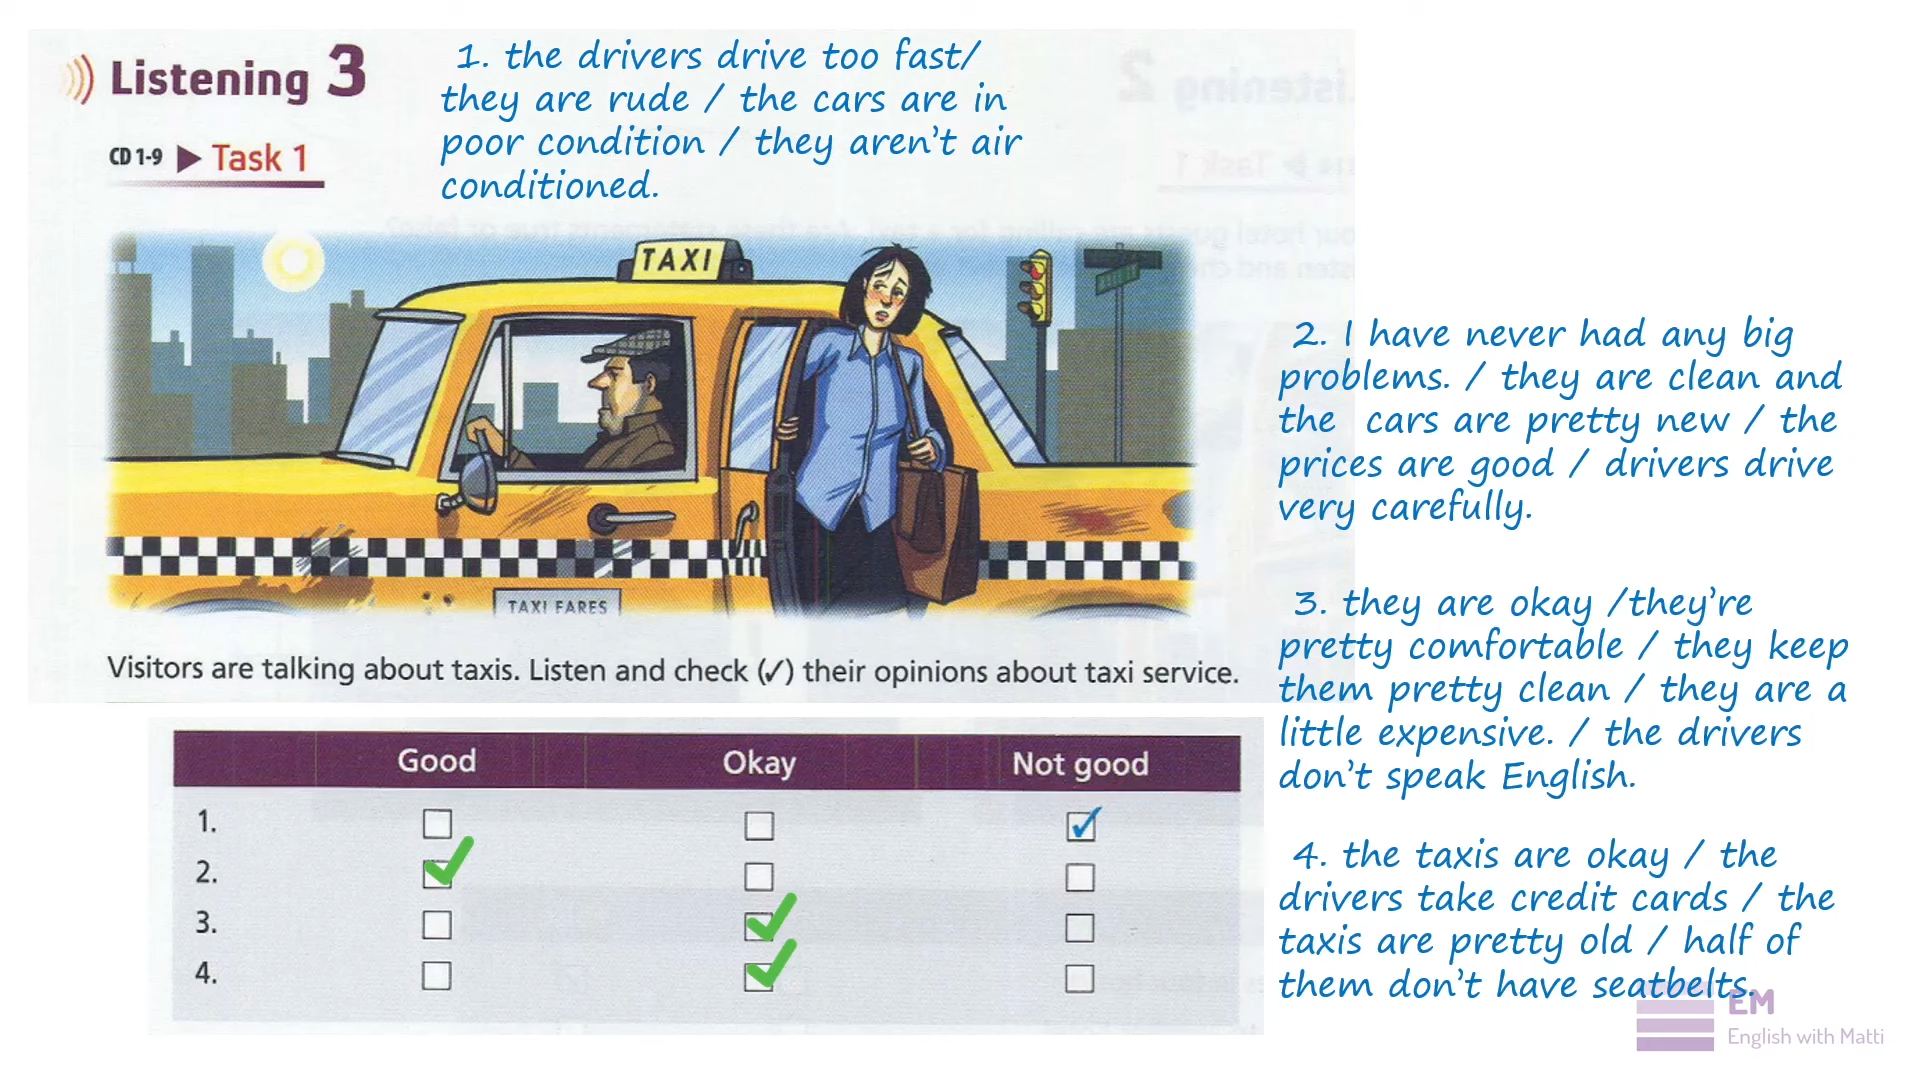 Listening 3
CD 1-9 ▶ Task 1
1. the drivers drive too fast/
they are rude / the cars are in
poor condition / they aren't air
conditioned.
TAXI
TAXI FARES
Visitors are talking about taxis. Listen and check (✓) their opinions about taxi service.
Good Okay Not good
1.
2.
3.
4.
2. I have never had any big
problems. / they are clean and
the cars are pretty new / the
prices are good / drivers drive
very carefully.
3. they are okay /they're
pretty comfortable / they keep
them pretty clean / they are a
little expensive. / the drivers
don't speak English.
4. the taxis are okay / the
drivers take credit cards / the
taxis are pretty old / half of
them don't have seatbelts.
EM
English with Matti